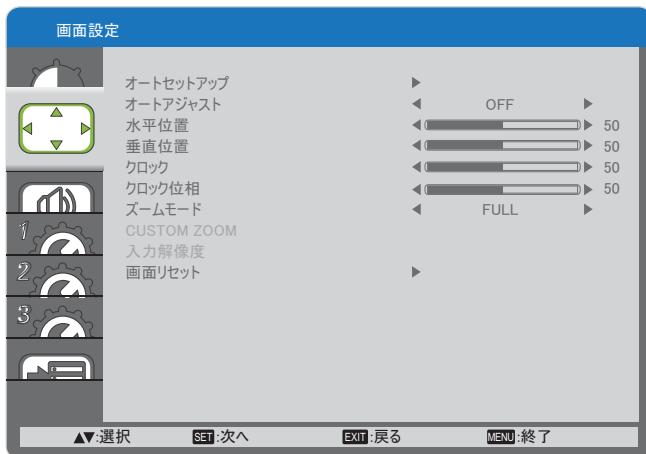 画面設定
オートセットアップ
オートアジャスト OFF
水平位置 50
垂直位置 50
クロック 50
クロック位相 50
ズームモード FULL
CUSTOM ZOOM
入力解像度
画面リセット
1
2
3
▲▼:選択 SET:次へ EXIT:戻る MENU:終了